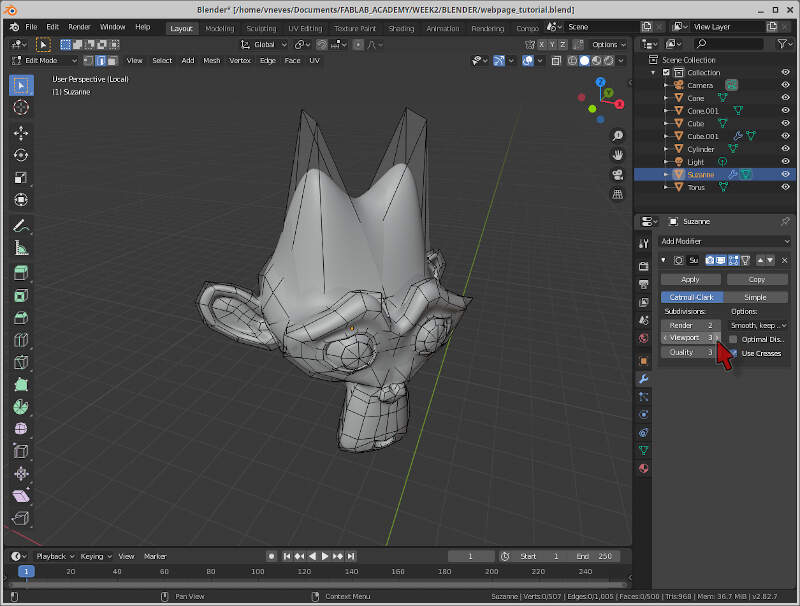 Blender* [/home/vneves/Documents/FABLAB_ACADEMY/WEEK2/BLENDER/webpage_tutorial.blend]
File Edit Render Window Help Layout Modeling Sculpting UV Editing Texture Paint Shading Animation Rendering Compo Scene View Layer
Global X Y Z Options
Edit Mode View Select Add Mesh Vertex Edge Face UV
User Perspective (Local)
(1) Suzanne
Z
Y
X
Scene Collection
Collection
Camera
Cone
Cone.001
Cube
Cube.001
Cylinder
Light
Suzanne
Torus
Suzanne
Add Modifier
Su
Apply Copy
Catmull-Clark Simple
Subdivisions: Options:
Render 2 Smooth, keep ..
Viewport 3 Optimal Dis..
Quality 3 Use Creases
Playback Keying View Marker 1 Start 1 End 250
1 20 40 60 80 100 120 140 160 180 200 220 240
Pan View Context Menu Suzanne | Verts:0/507 | Edges:0/1,005 | Faces:0/500 | Tris:968 | Mem: 36.7 MiB | v2.82.7